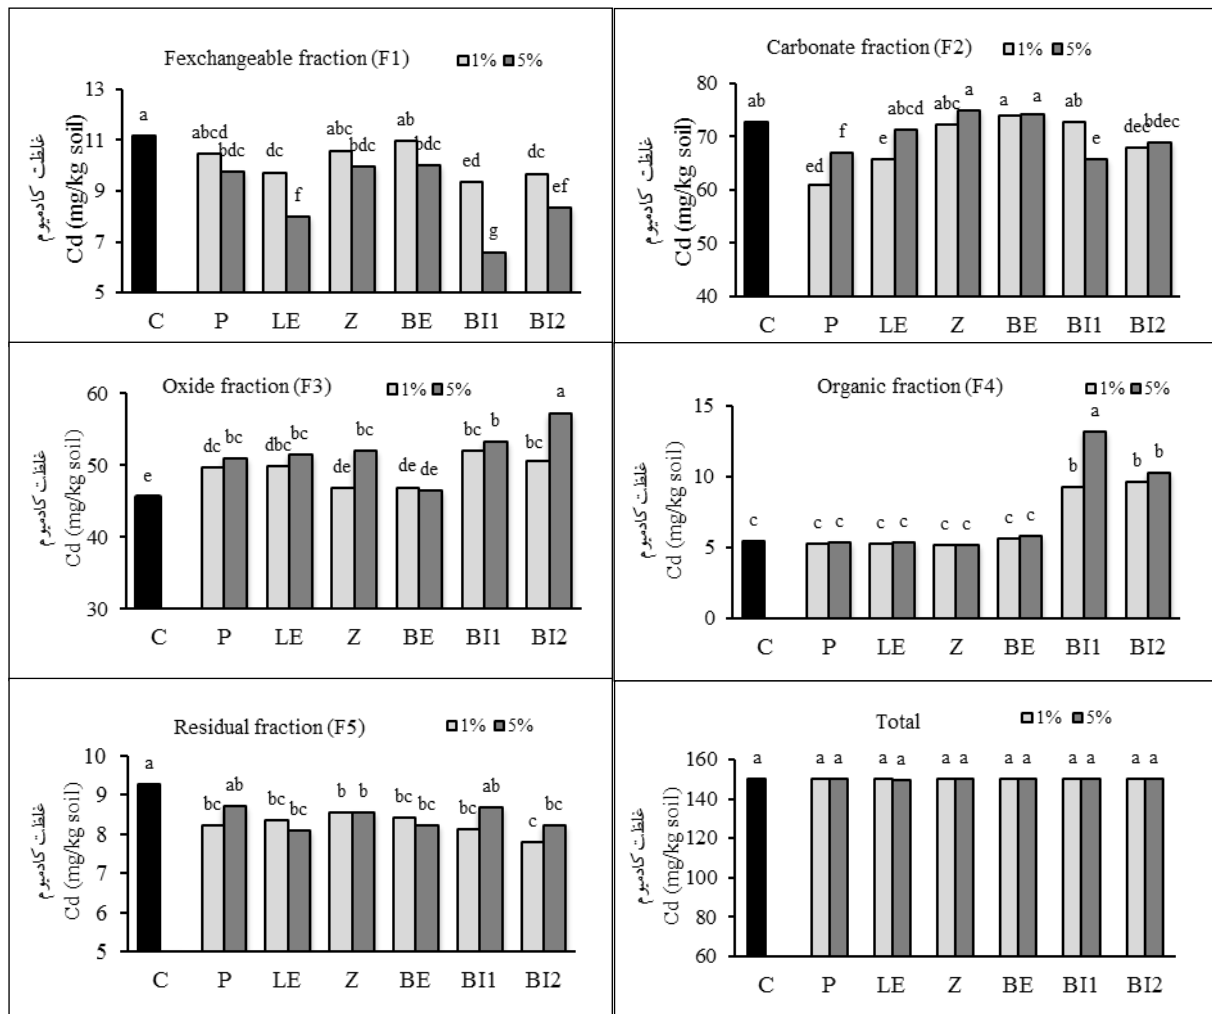 Fexchangeable fraction (F1)
1% 5%
غلظت کادمیوم
Cd (mg/kg soil)
13
11
9
7
5
a
abcd
bdc
dc
f
abc
bdc
ab
bdc
ed
g
dc
ef
C P LE Z BE BI1 BI2
Carbonate fraction (F2)
1% 5%
غلظت کادمیوم
Cd (mg/kg soil)
80
70
60
50
40
ab
ed
f
e
abcd
abc
a
a
a
ab
e
dec
bdec
C P LE Z BE BI1 BI2
Oxide fraction (F3)
1% 5%
غلظت کادمیوم
Cd (mg/kg soil)
60
50
40
30
e
dc
bc
dbc
bc
de
bc
de
de
bc
b
bc
a
C P LE Z BE BI1 BI2
Organic fraction (F4)
1% 5%
غلظت کادمیوم
Cd (mg/kg soil)
15
10
5
0
c
c
c
c
c
c
c
c
c
b
a
b
b
C P LE Z BE BI1 BI2
Residual fraction (F5)
1% 5%
غلظت کادمیوم
Cd (mg/kg soil)
10
9
8
7
6
5
a
bc
ab
bc
bc
b
b
bc
bc
bc
ab
c
bc
C P LE Z BE BI1 BI2
Total
1% 5%
غلظت کادمیوم
Cd (mg/kg soil)
160
140
120
100
80
60
a
a
a
a
a
a
a
a
a
a
a
a
a
C P LE Z BE BI1 BI2